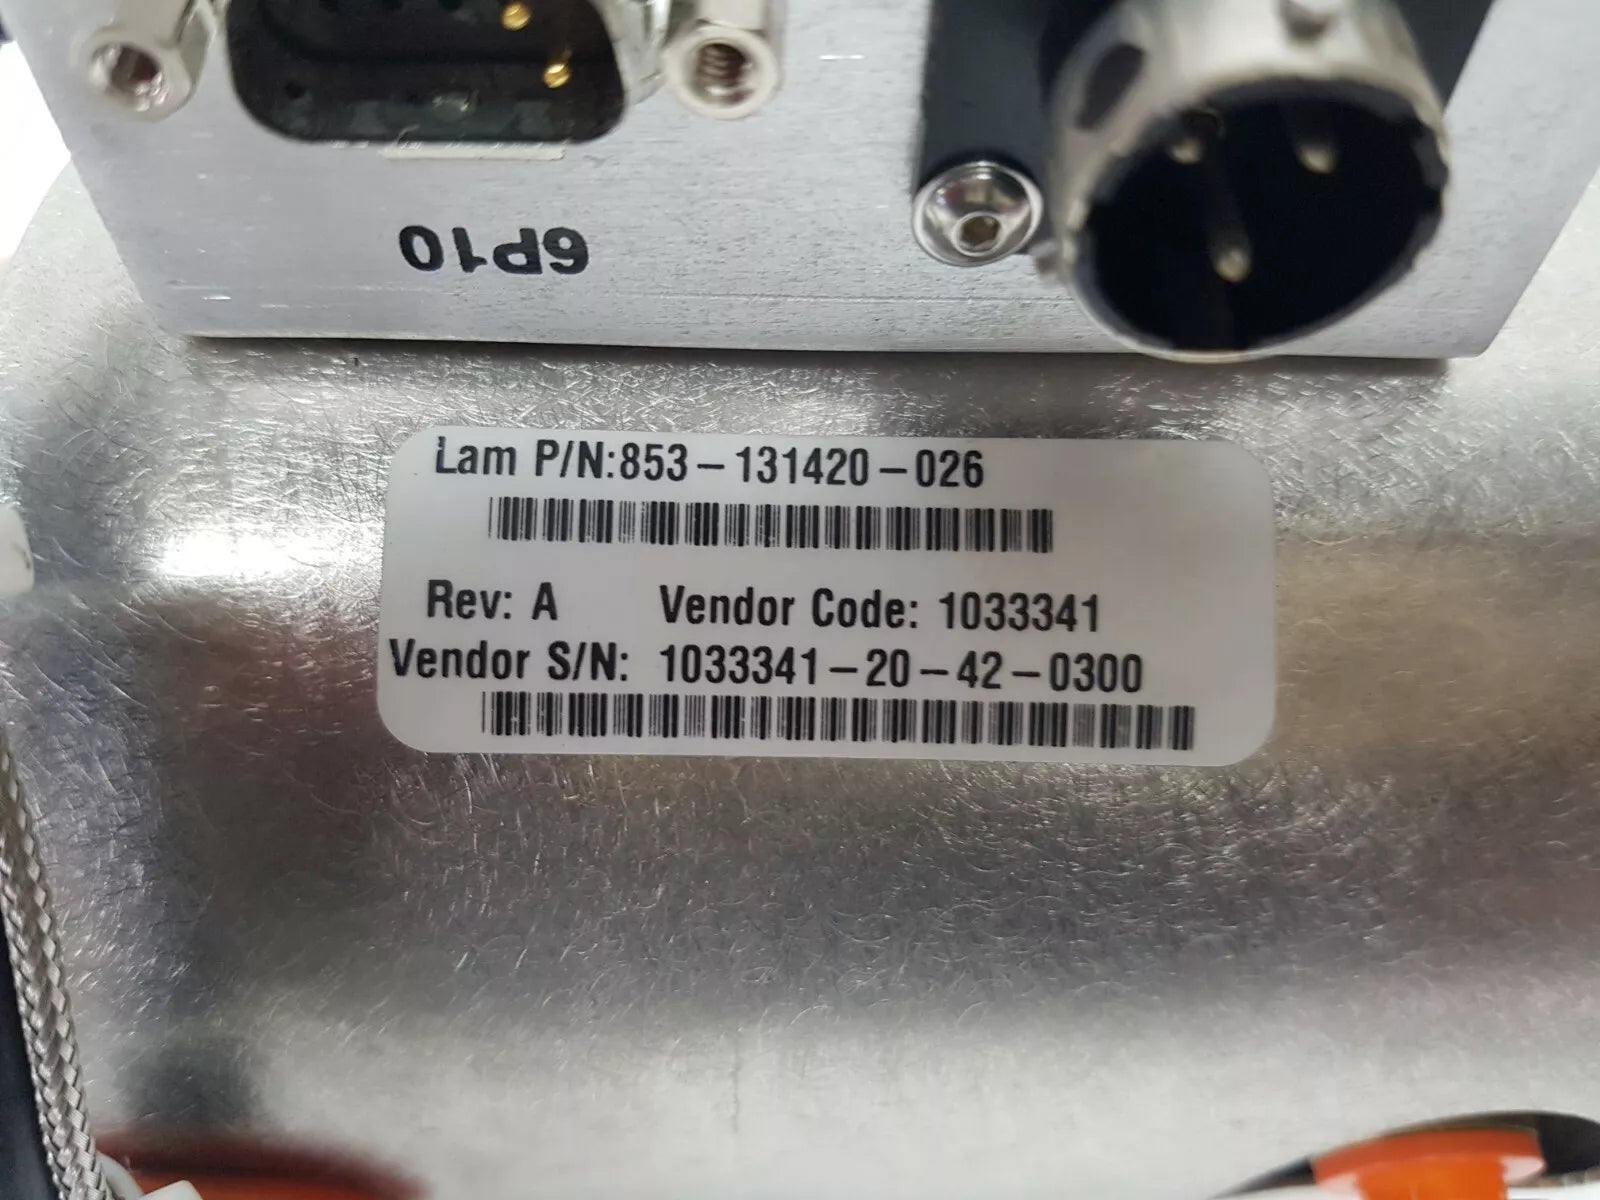 6P10
Lam P/N:853-131420-026
Rev: A Vendor Code: 1033341
Vendor S/N: 1033341-20-42-0300